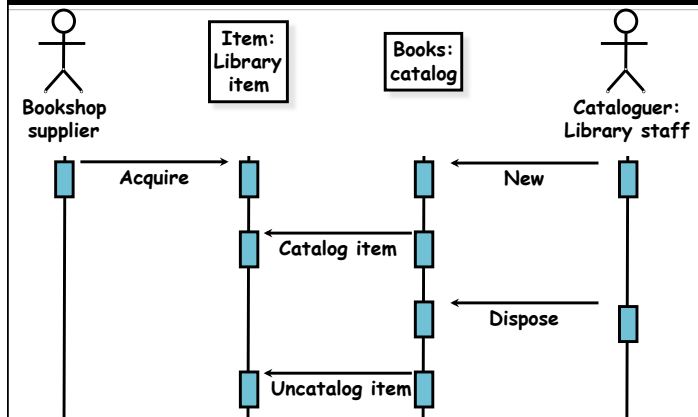 Item:
Library
item
Books:
catalog
Bookshop
supplier
Cataloguer:
Library staff
Acquire
New
Catalog item
Dispose
Uncatalog item